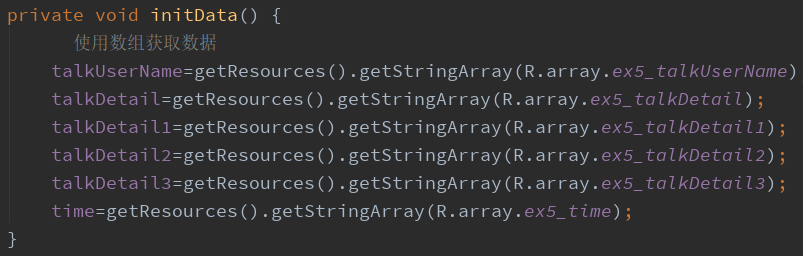 private void initData() {
使用数组获取数据
talkUserName=getResources().getStringArray(R.array.ex5_talkUserName)
talkDetail=getResources().getStringArray(R.array.ex5_talkDetail);
talkDetail1=getResources().getStringArray(R.array.ex5_talkDetail1);
talkDetail2=getResources().getStringArray(R.array.ex5_talkDetail2);
talkDetail3=getResources().getStringArray(R.array.ex5_talkDetail3);
time=getResources().getStringArray(R.array.ex5_time);
}